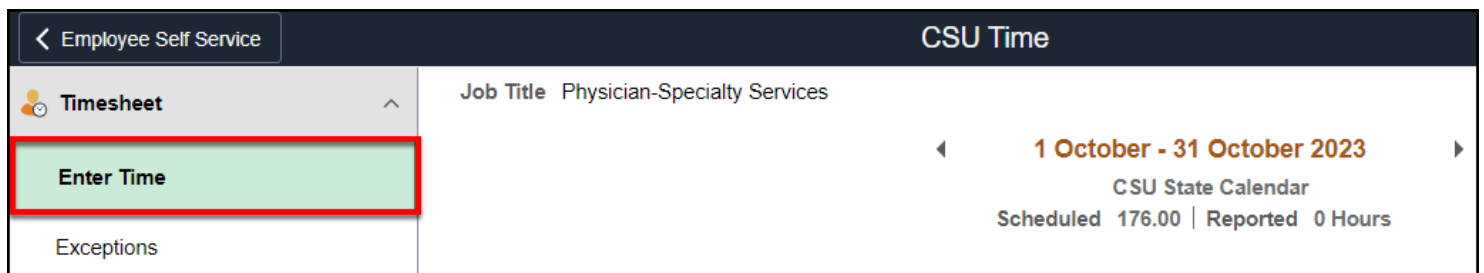 Employee Self Service
CSU Time
Timesheet
Job Title Physician-Specialty Services
Enter Time
1 October - 31 October 2023
CSU State Calendar
Scheduled 176.00 | Reported 0 Hours
Exceptions